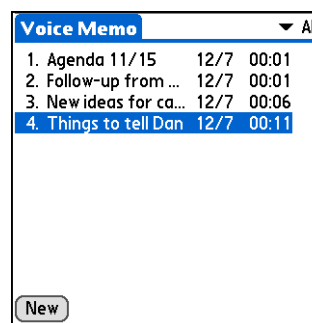 Voice Memo
1. Agenda 11/15 12/7 00:01
2. Follow-up from ... 12/7 00:01
3. New ideas for ca... 12/7 00:06
4. Things to tell Dan 12/7 00:11
New